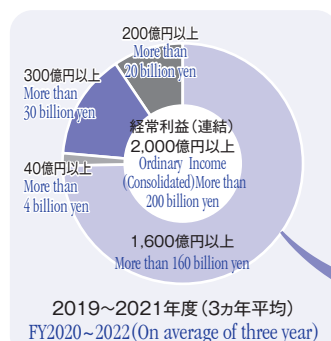 200億円以上
More than
20 billion yen
300億円以上
More than
30 billion yen
40億円以上
More than
4 billion yen
経常利益(連結)
2,000億円以上
Ordinary Income
(Consolidated)More than
200 billion yen
1,600億円以上
More than 160 billion yen
2019～2021年度(3ヵ年平均)
FY2020~2022(On average of three year)